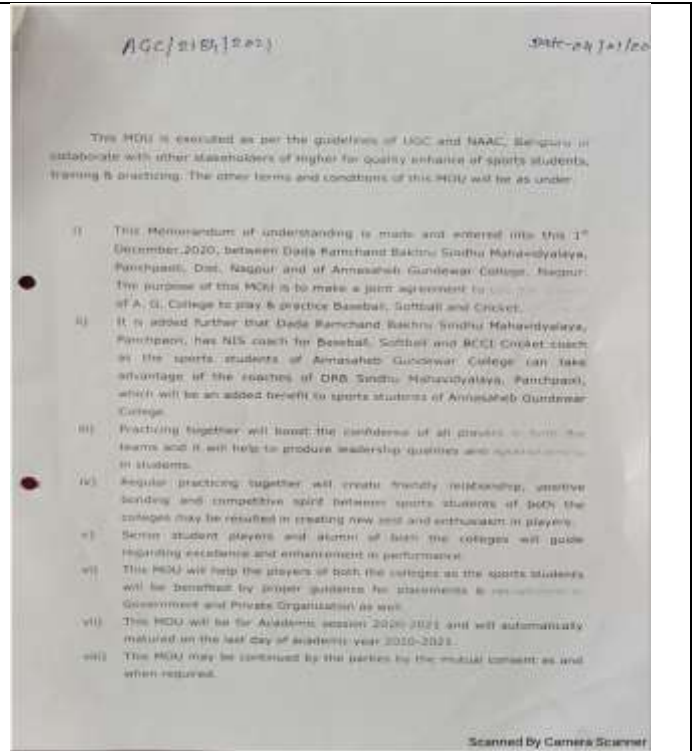 This MOU is executed as per the guidelines of UGC and NAAC, Benguru in
collaborate with other stakeholders of higher for quality enhance of sports students,
training & practicing. The other terms and conditions of this MOU will be as under
i) This Memorandum of understanding is made and entered into this 1st
December,2020, between Dada Ramchand Bakhru Sindhu Mahavidyalaya,
Panchpaoli, Dist. Nagpur and of Annasaheb Gundewar College, Nagpur.
The purpose of this MOU is to make a joint agreement to
of A. G. College to play & practice Baseball, Softball and Cricket.
ii) It is added further that Dada Ramchand Bakhru Sindhu Mahavidyalaya,
Panchpaoli, has NIS coach for Baseball, Softball and BCCI Cricket coach
as the sports students of Annasaheb Gundewar College can take
advantage of the coaches of DRB Sindhu Mahavidyalaya, Panchpaoli,
which will be an added benefit to sports students of Annasaheb Gundewar
College.
iii) Practicing together will boost the confidence of all players in both the
teams and it will help to produce leadership qualities and
in students.
iv) Regular practicing together will create friendly relationship, positive
bonding and competitive spirit between sports students of both the
colleges may be resulted in creating new zeal and enthusiasm in players.
v) Senior student players and alumni of both the colleges will guide
regarding excellence and enhancement in performance.
vi) This MOU will help the players of both the colleges as the sports students
will be benefited by proper guidance for placements &
Government and Private Organization as well.
vii) This MOU will be for Academic session 2020-2021 and will automatically
matured on the last day of academic year 2020-2021.
viii) This MOU may be continued by the parties by the mutual consent as and
when required.
Scanned By Camera Scanner